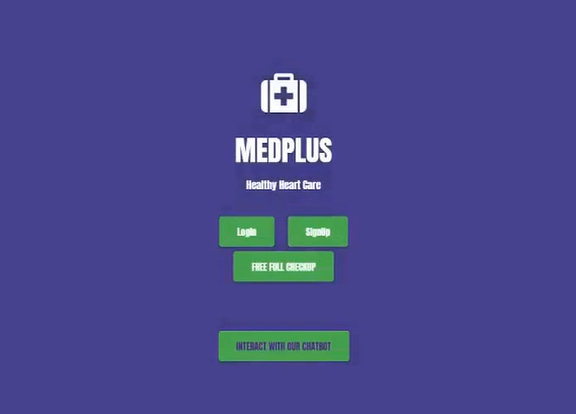 MEDPLUS
Healthy Heart Care
Login SignUp
FREE FULL CHECKUP
INTERACT WITH OUR CHATBOT